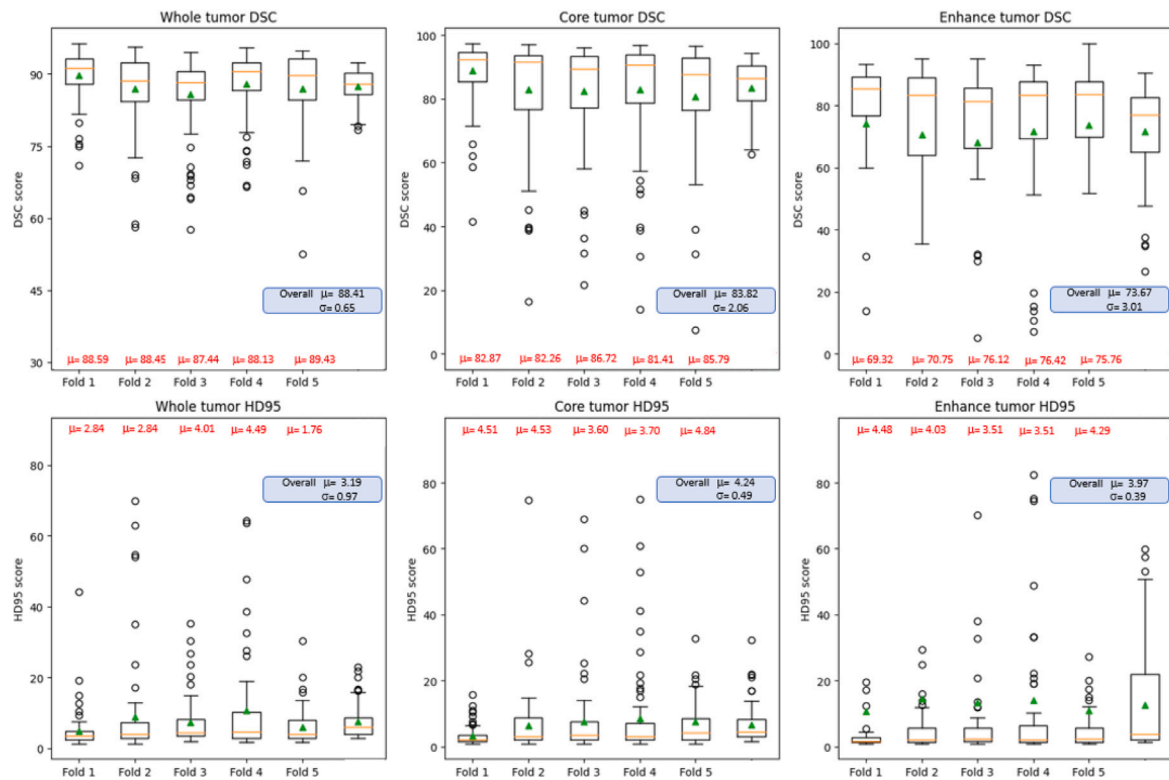 Whole tumor DSC
DSC score
90
75
60
45
30
Overall μ= 88.41
σ= 0.65
μ= 88.59 μ= 88.45 μ= 87.44 μ= 88.13 μ= 89.43
Fold 1 Fold 2 Fold 3 Fold 4 Fold 5
Core tumor DSC
DSC score
100
80
60
40
20
0
Overall μ= 83.82
σ= 2.06
μ= 82.87 μ= 82.26 μ= 86.72 μ= 81.41 μ= 85.79
Fold 1 Fold 2 Fold 3 Fold 4 Fold 5
Enhance tumor DSC
DSC score
100
80
60
40
20
0
Overall μ= 73.67
σ= 3.01
μ= 69.32 μ= 70.75 μ= 76.12 μ= 76.42 μ= 75.76
Fold 1 Fold 2 Fold 3 Fold 4 Fold 5
Whole tumor HD95
μ= 2.84 μ= 2.84 μ= 4.01 μ= 4.49 μ= 1.76
HD95 score
80
60
40
20
0
Overall μ= 3.19
σ= 0.97
Fold 1 Fold 2 Fold 3 Fold 4 Fold 5
Core tumor HD95
μ= 4.51 μ= 4.53 μ= 3.60 μ= 3.70 μ= 4.84
HD95 score
80
60
40
20
0
Overall μ= 4.24
σ= 0.49
Fold 1 Fold 2 Fold 3 Fold 4 Fold 5
Enhance tumor HD95
μ= 4.48 μ= 4.03 μ= 3.51 μ= 3.51 μ= 4.29
HD95 score
80
60
40
20
0
Overall μ= 3.97
σ= 0.39
Fold 1 Fold 2 Fold 3 Fold 4 Fold 5